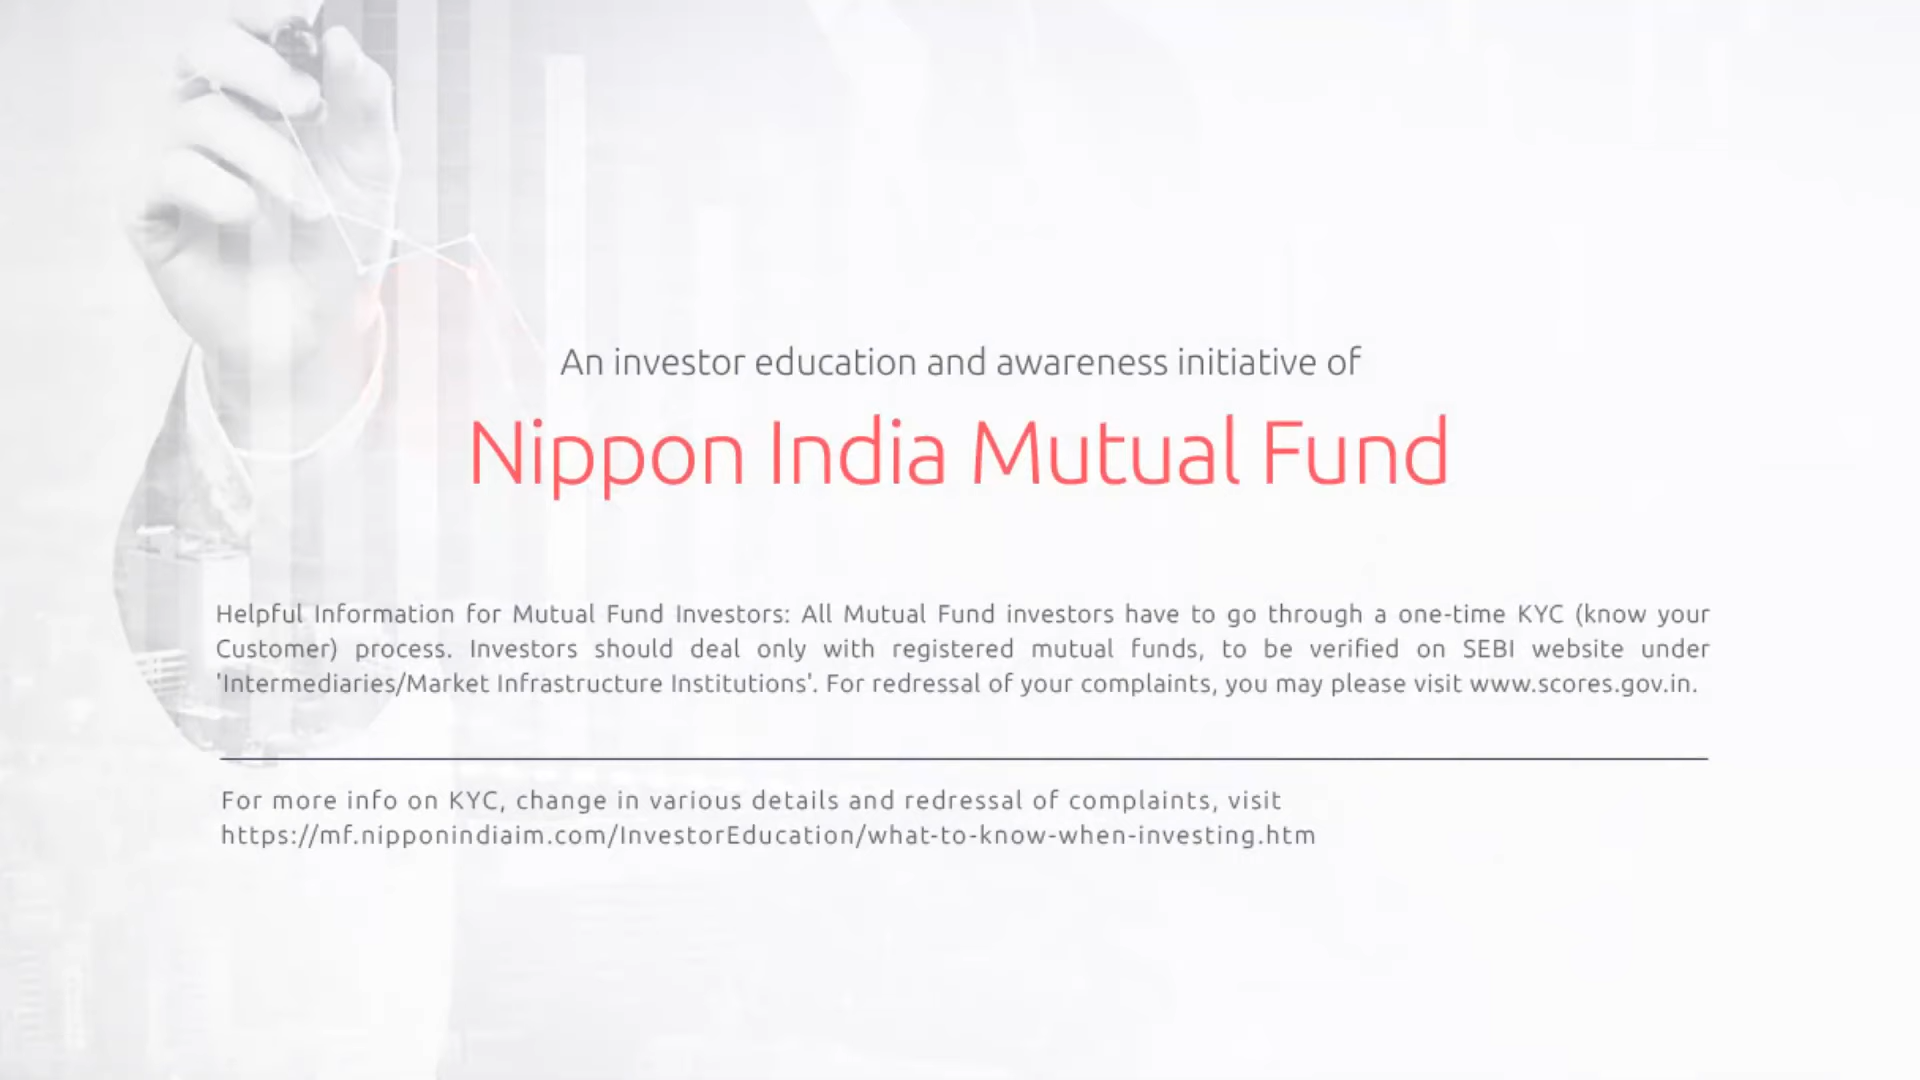 An investor education and awareness initiative of
Nippon India Mutual Fund
Helpful Information for Mutual Fund Investors: All Mutual Fund investors have to go through a one-time KYC (know your
Customer) process. Investors should deal only with registered mutual funds, to be verified on SEBI website under
'Intermediaries/Market Infrastructure Institutions'. For redressal of your complaints, you may please visit www.scores.gov.in.
For more info on KYC, change in various details and redressal of complaints, visit
https://mf.nipponindiaim.com/InvestorEducation/what-to-know-when-investing.htm